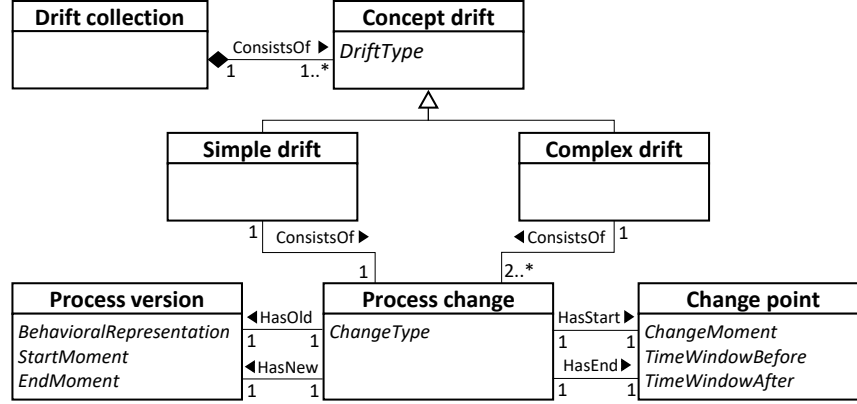 Drift collection
Concept drift
ConsistsOf ▶
DriftType
1
1..*
Simple drift
Complex drift
1
ConsistsOf ▶
◀ ConsistsOf
1
1
2..*
Process version
Process change
Change point
BehavioralRepresentation
StartMoment
EndMoment
◀ HasOld
1
1
◀ HasNew
1
1
ChangeType
HasStart ▶
1
1
HasEnd ▶
1
1
ChangeMoment
TimeWindowBefore
TimeWindowAfter